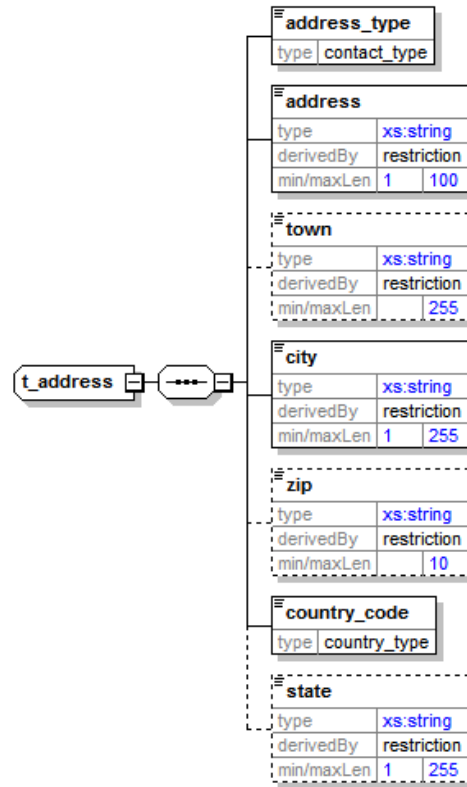 address_type
type contact_type
address
type xs:string
derivedBy restriction
min/maxLen 1 100
town
type xs:string
derivedBy restriction
min/maxLen 255
city
type xs:string
derivedBy restriction
min/maxLen 1 255
t_address
zip
type xs:string
derivedBy restriction
min/maxLen 10
country_code
type country_type
state
type xs:string
derivedBy restriction
min/maxLen 1 255